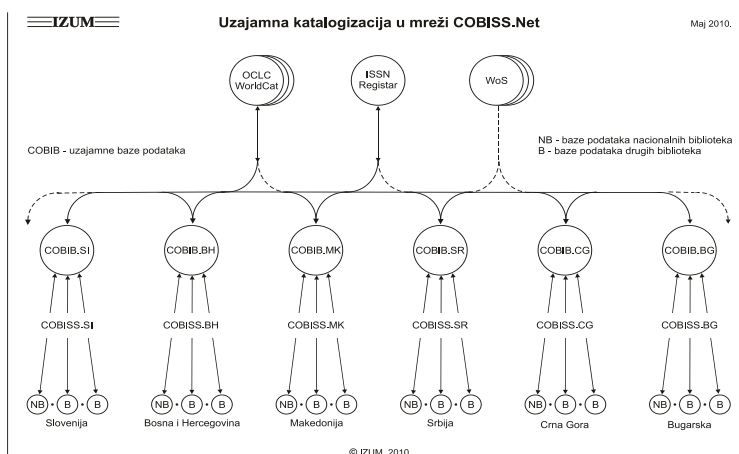 IZUM
Uzajamna katalogizacija u mreži COBISS.Net
Maj 2010.
OCLC
WorldCat
ISSN
Registar
WoS
COBIB - uzajamne baze podataka
NB - baze podataka nacionalnih biblioteka
B - baze podataka drugih biblioteka
COBIB.SI
COBIB.BH
COBIB.MK
COBIB.SR
COBIB.CG
COBIB.BG
COBISS.SI
COBISS.BH
COBISS.MK
COBISS.SR
COBISS.CG
COBISS.BG
NB • B • B
NB • B • B
NB • B • B
NB • B • B
NB • B • B
NB • B • B
Slovenija
Bosna i Hercegovina
Makedonija
Srbija
Crna Gora
Bugarska
© IZUM, 2010